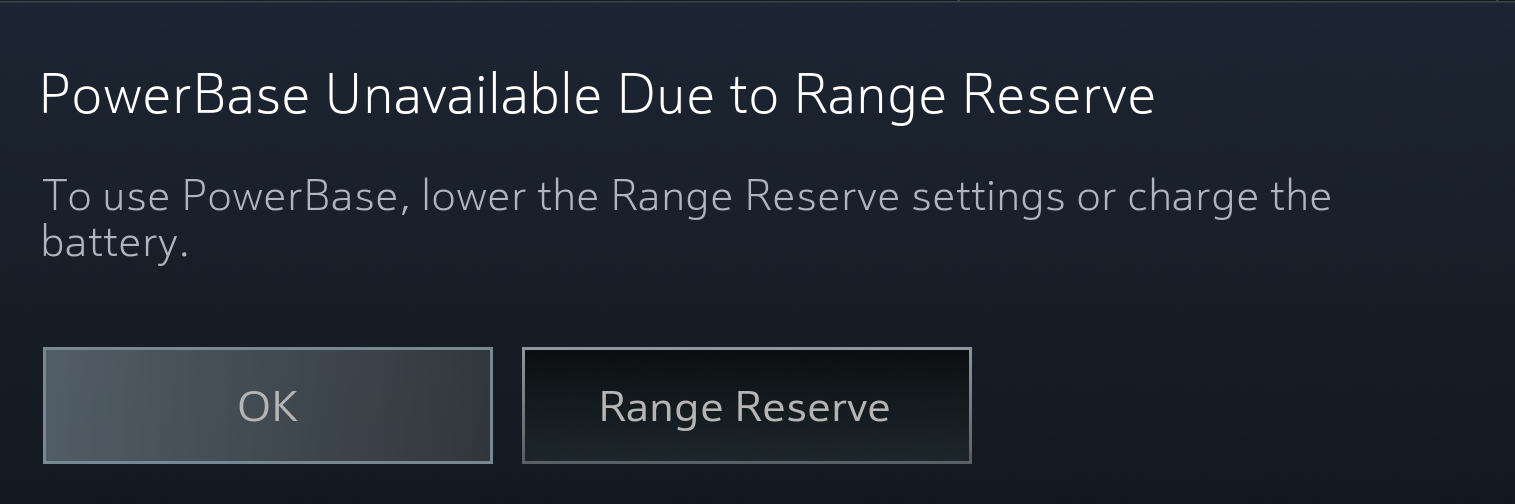 PowerBase Unavailable Due to Range Reserve
To use PowerBase, lower the Range Reserve settings or charge the
battery.
OK
Range Reserve